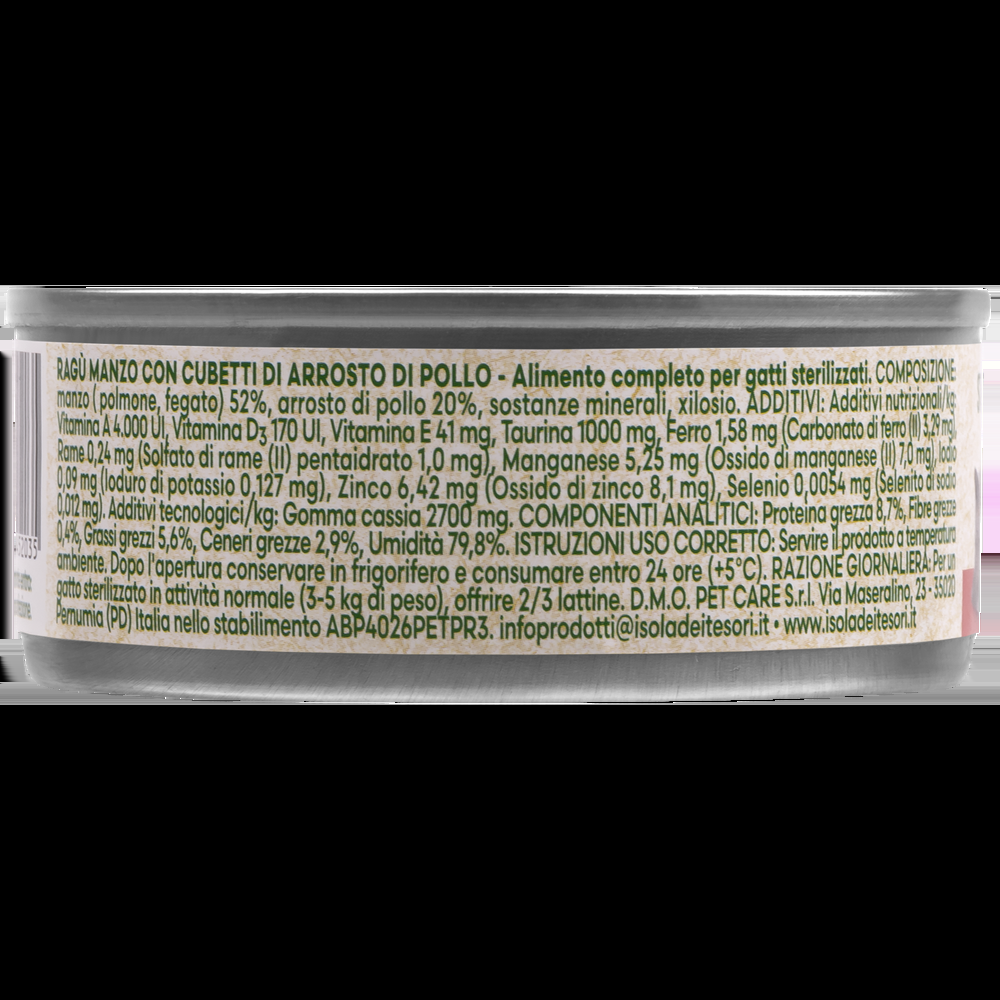 RAGÙ MANZO CON CUBETTI DI ARROSTO DI POLLO - Alimento completo per gatti sterilizzati. COMPOSIZIONE:
manzo ( polmone, fegato) 52%, arrosto di pollo 20%, sostanze minerali, xilosio. ADDITIVI: Additivi nutrizionali/kg:
Vitamina A 4.000 UI, Vitamina D3 170 UI, Vitamina E 41 mg, Taurina 1000 mg, Ferro 1,58 mg (Carbonato di ferro (II) 3,29 mg),
Rame 0,24 mg (Solfato di rame (II) pentaidrato 1,0 mg), Manganese 5,25 mg (Ossido di manganese (II) 7,0 mg), Iodio
0,09 mg (Ioduro di potassio 0,127 mg), Zinco 6,42 mg (Ossido di zinco 8,1 mg), Selenio 0,0054 mg (Selenito di sodio
0,012 mg). Additivi tecnologici/kg: Gomma cassia 2700 mg. COMPONENTI ANALITICI: Proteina grezza 8,7%, Fibre grezze
0,4%, Grassi grezzi 5,6%, Ceneri grezze 2,9%, Umidità 79,8%. ISTRUZIONI USO CORRETTO: Servire il prodotto a temperatura
ambiente. Dopo l'apertura conservare in frigorifero e consumare entro 24 ore (+5°C). RAZIONE GIORNALIERA: Per un
gatto sterilizzato in attività normale (3-5 kg di peso), offrire 2/3 lattine. D.M.O. PET CARE S.r.l. Via Maseralino, 23 - 35020
Pernumia (PD) Italia nello stabilimento ABP4026PETPR3. infoprodotti@isoladeitesori.it • www.isoladeitesori.it